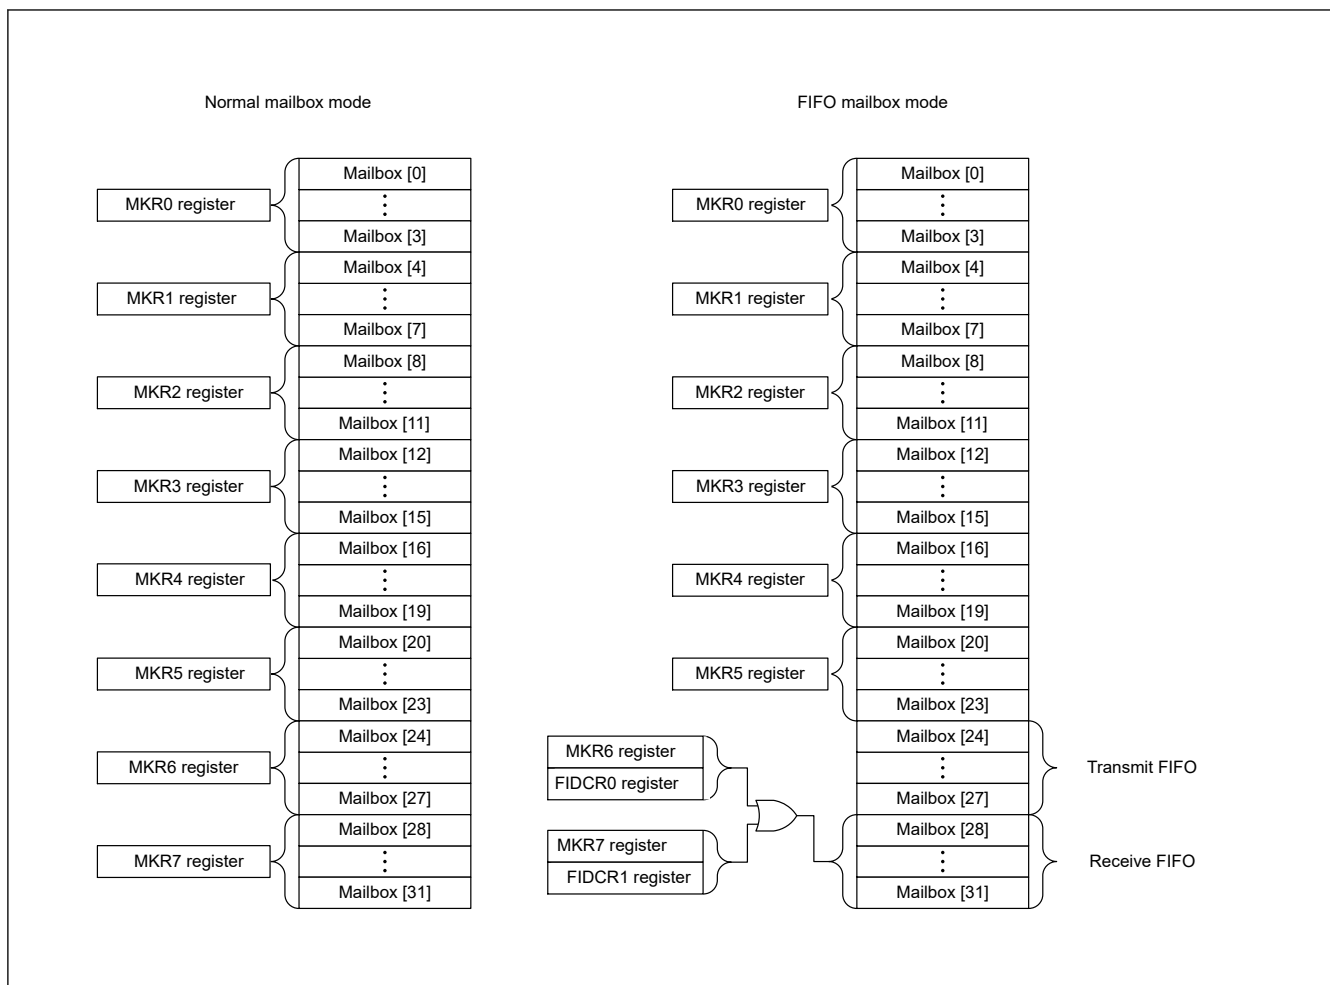 Normal mailbox mode
MKR0 register
Mailbox [0]
Mailbox [3]
MKR1 register
Mailbox [4]
Mailbox [7]
MKR2 register
Mailbox [8]
Mailbox [11]
MKR3 register
Mailbox [12]
Mailbox [15]
MKR4 register
Mailbox [16]
Mailbox [19]
MKR5 register
Mailbox [20]
Mailbox [23]
MKR6 register
Mailbox [24]
Mailbox [27]
MKR7 register
Mailbox [28]
Mailbox [31]
FIFO mailbox mode
MKR0 register
Mailbox [0]
Mailbox [3]
MKR1 register
Mailbox [4]
Mailbox [7]
MKR2 register
Mailbox [8]
Mailbox [11]
MKR3 register
Mailbox [12]
Mailbox [15]
MKR4 register
Mailbox [16]
Mailbox [19]
MKR5 register
Mailbox [20]
Mailbox [23]
MKR6 register
FIDCR0 register
Mailbox [24]
Mailbox [27]
Transmit FIFO
MKR7 register
FIDCR1 register
Mailbox [28]
Mailbox [31]
Receive FIFO